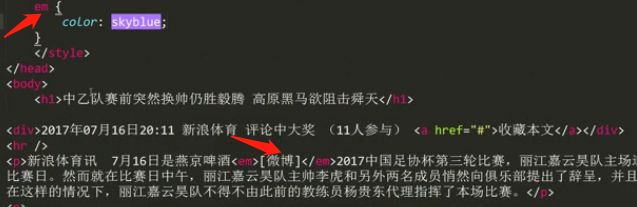 em {
color: skyblue;
}
</style>
</head>
<body>
<h1>中乙队赛前突然换帅仍胜毅腾 高原黑马欲阻击舜天</h1>
<div>2017年07月16日20:11 新浪体育 评论中大奖 （11人参与） <a href="#">收藏本文</a></div>
<hr />
<p>新浪体育讯 7月16日是燕京啤酒<em>[微博]</em>2017中国足协杯第三轮比赛，丽江嘉云昊队主场迎
比赛日。然而就在比赛日中午，丽江嘉云昊队主帅李虎和另外两名成员悄然向俱乐部提出了辞呈，并且
在这样的情况下，丽江嘉云昊队不得不由此前的教练员杨贵东代理指挥了本场比赛。</p>